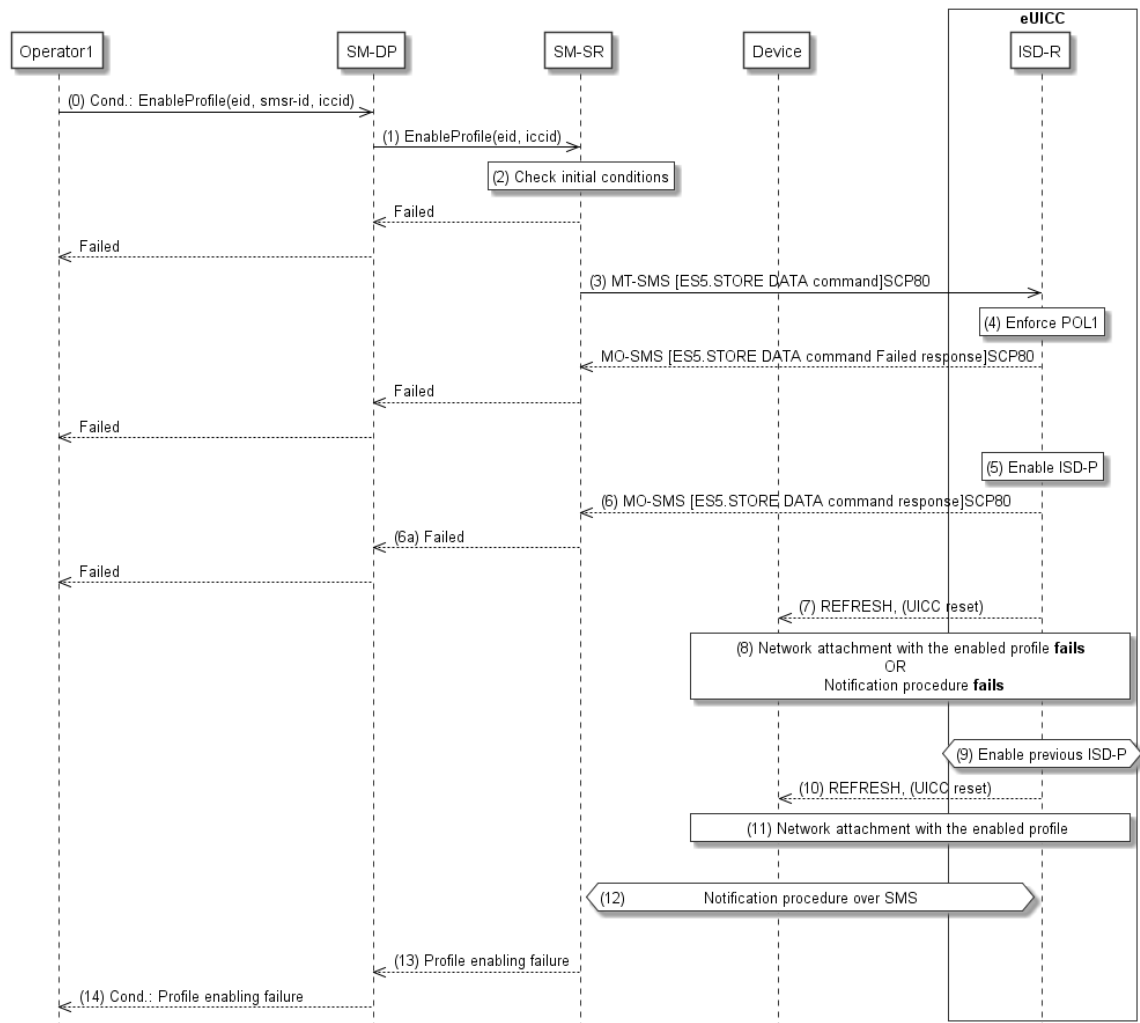 eUICC
Operator1
SM-DP
SM-SR
Device
ISD-R
(0) Cond.: EnableProfile(eid, smsr-id, iccid)
(1) EnableProfile(eid, iccid)
(2) Check initial conditions
Failed
Failed
(3) MT-SMS [ES5.STORE DATA command]SCP80
(4) Enforce POL1
MO-SMS [ES5.STORE DATA command Failed response]SCP80
Failed
Failed
(5) Enable ISD-P
(6) MO-SMS [ES5.STORE DATA command response]SCP80
(6a) Failed
Failed
(7) REFRESH, (UICC reset)
(8) Network attachment with the enabled profile fails
OR
Notification procedure fails
(9) Enable previous ISD-P
(10) REFRESH, (UICC reset)
(11) Network attachment with the enabled profile
(12) Notification procedure over SMS
(13) Profile enabling failure
(14) Cond.: Profile enabling failure